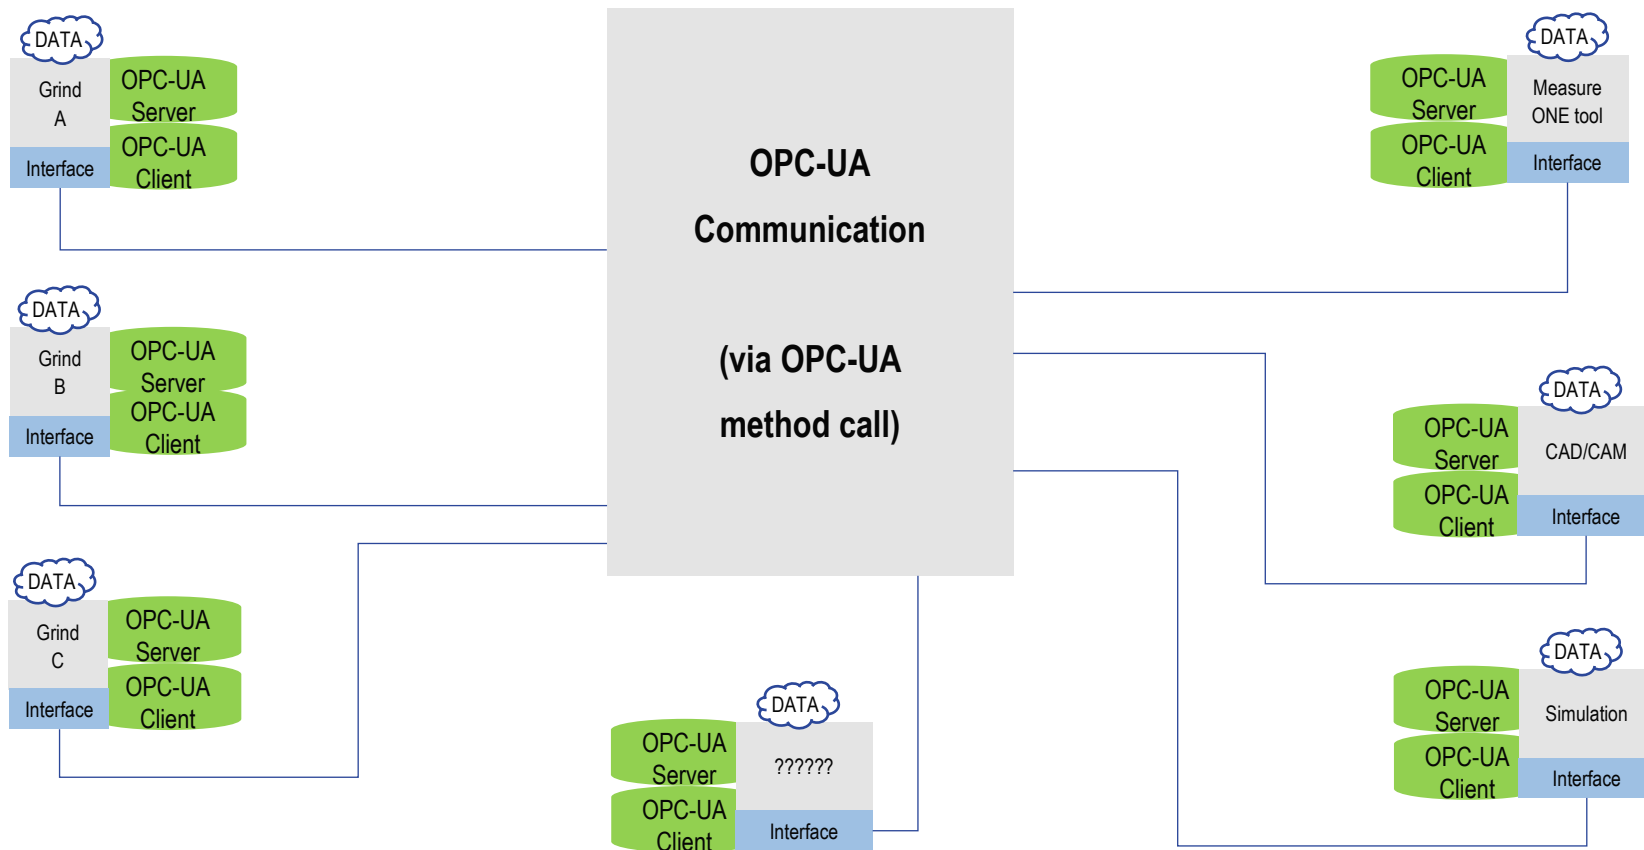 DATA
Grind
A
Interface
OPC-UA
Server
OPC-UA
Client
DATA
Grind
B
Interface
OPC-UA
Server
OPC-UA
Client
DATA
Grind
C
Interface
OPC-UA
Server
OPC-UA
Client
OPC-UA
Communication
(via OPC-UA
method call)
DATA
??????
Interface
OPC-UA
Server
OPC-UA
Client
DATA
OPC-UA
Server
OPC-UA
Client
Measure
ONE tool
Interface
DATA
OPC-UA
Server
OPC-UA
Client
CAD/CAM
Interface
DATA
OPC-UA
Server
OPC-UA
Client
Simulation
Interface